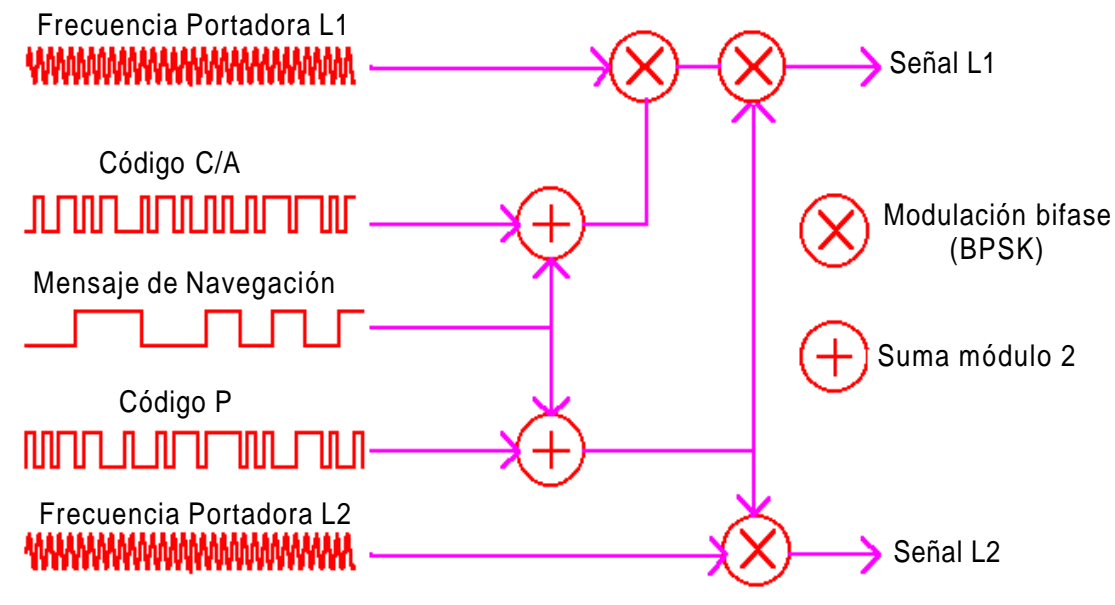 Frecuencia Portadora L1
Señal L1
Código C/A
Modulación bifase
(BPSK)
Mensaje de Navegación
Suma módulo 2
Código P
Frecuencia Portadora L2
Señal L2